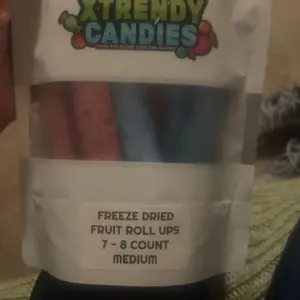 XTRENDY
CANDIES
FREEZE DRIED
FRUIT ROLL UPS
7 - 8 COUNT
MEDIUM